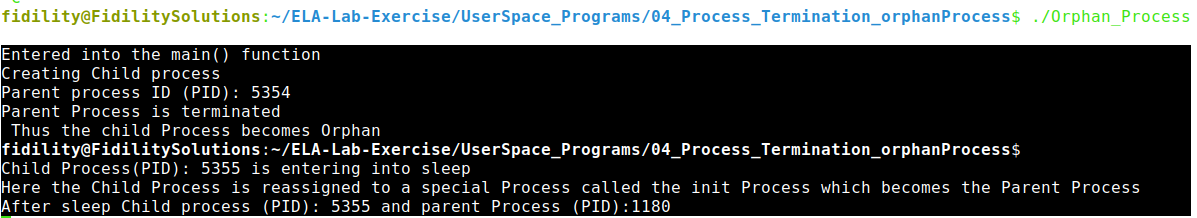 fidility@FidilitySolutions:~/ELA-Lab-Exercise/UserSpace_Programs/04_Process_Termination_orphanProcess$ ./Orphan_Process
Entered into the main() function
Creating Child process
Parent process ID (PID): 5354
Parent Process is terminated
 Thus the child Process becomes Orphan
fidility@FidilitySolutions:~/ELA-Lab-Exercise/UserSpace_Programs/04_Process_Termination_orphanProcess$
Child Process(PID): 5355 is entering into sleep
Here the Child Process is reassigned to a special Process called the init Process which becomes the Parent Process
After sleep Child process (PID): 5355 and parent Process (PID):1180